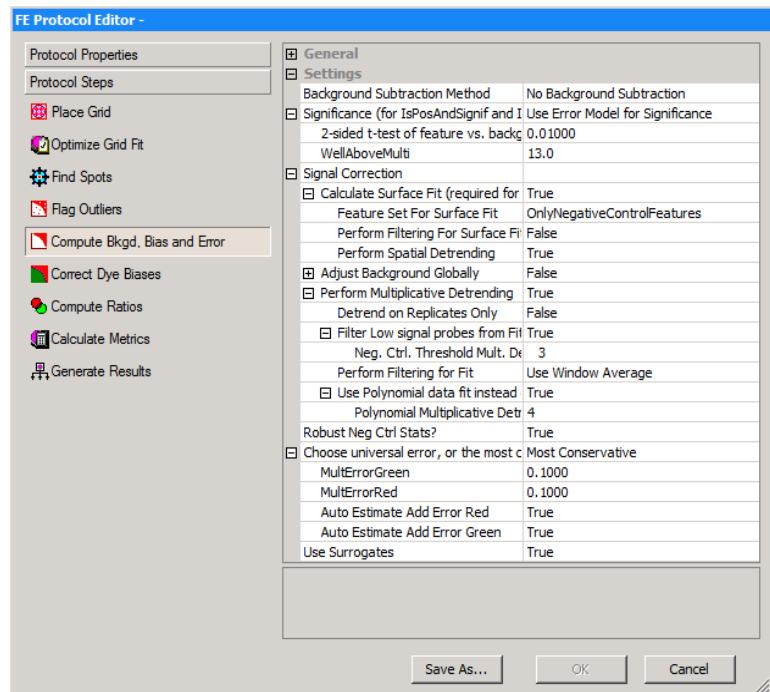 FE Protocol Editor -
Protocol Properties
Protocol Steps
Place Grid
Optimize Grid Fit
Find Spots
Flag Outliers
Compute Bkgd, Bias and Error
Correct Dye Biases
Compute Ratios
Calculate Metrics
Generate Results
General
Settings
Background Subtraction Method No Background Subtraction
Significance (for IsPosAndSignif and I Use Error Model for Significance
2-sided t-test of feature vs. backg 0.01000
WellAboveMulti 13.0
Signal Correction
Calculate Surface Fit (required for True
Feature Set For Surface Fit OnlyNegativeControlFeatures
Perform Filtering For Surface Fi False
Perform Spatial Detrending True
Adjust Background Globally False
Perform Multiplicative Detrending True
Detrend on Replicates Only False
Filter Low signal probes from Fit True
Neg. Ctrl. Threshold Mult. De 3
Perform Filtering for Fit Use Window Average
Use Polynomial data fit instead True
Polynomial Multiplicative Detr 4
Robust Neg Ctrl Stats? True
Choose universal error, or the most c Most Conservative
MultErrorGreen 0.1000
MultErrorRed 0.1000
Auto Estimate Add Error Red True
Auto Estimate Add Error Green True
Use Surrogates True
Save As... OK Cancel